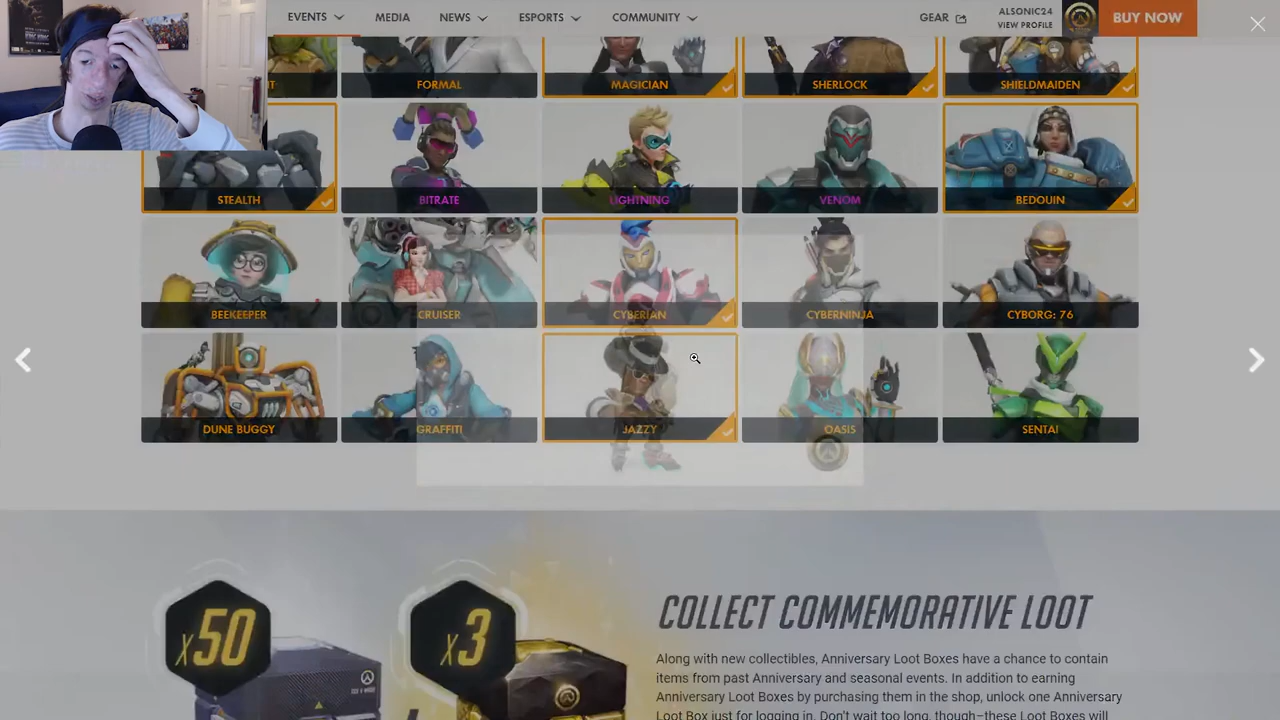 EVENTS MEDIA NEWS ESPORTS COMMUNITY GEAR ALSONIC24 BUY NOW
VIEW PROFILE
FORMAL MAGICIAN SHERLOCK SHIELDMAIDEN
STEALTH BITRATE LIGHTNING VENOM BEDOUIN
BEEKEEPER CRUISER CYBERIAN CYBERNINJA CYBORG: 76
DUNE BUGGY GRAFFITI JAZZY OASIS SENTAI
x50 x3
COLLECT COMMEMORATIVE LOOT
Along with new collectibles, Anniversary Loot Boxes have a chance to contain
items from past Anniversary and seasonal events. In addition to earning
Anniversary Loot Boxes by purchasing them in the shop, unlock one Anniversary
Loot Box just for logging in. Don't wait too long, though–these Loot Boxes will